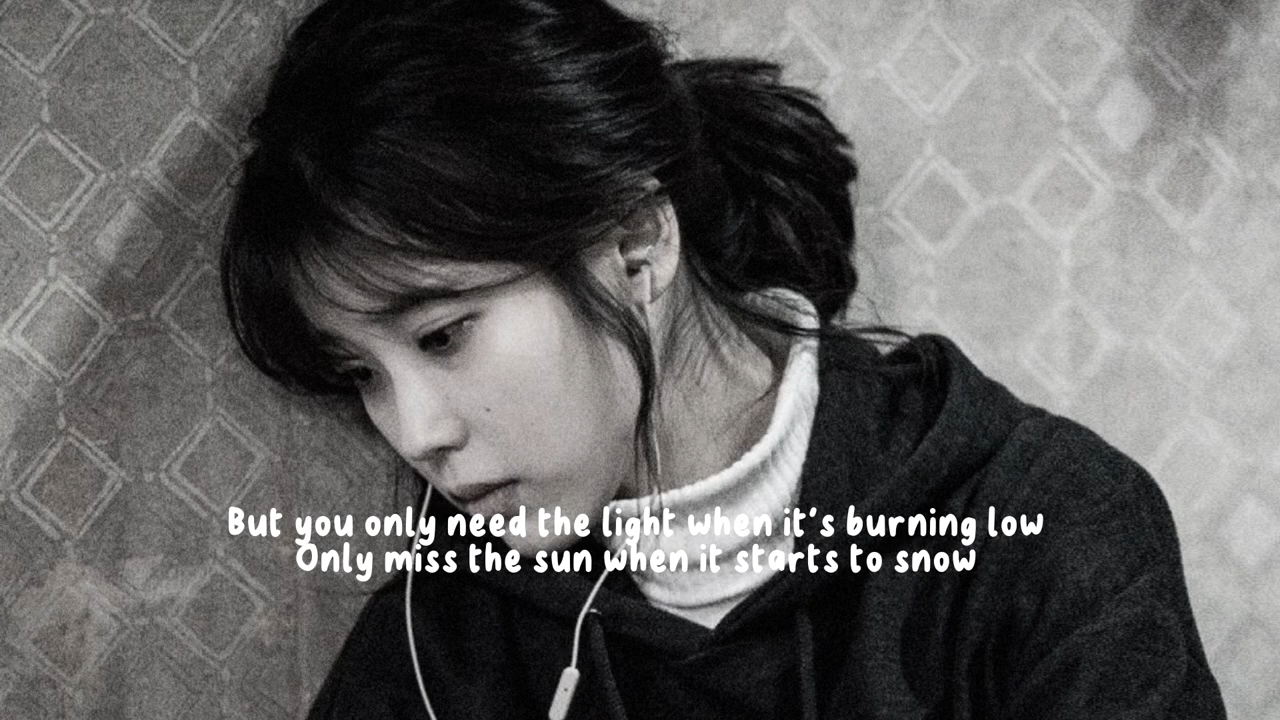 But you only need the light when it's burning low
Only miss the sun when it starts to snow